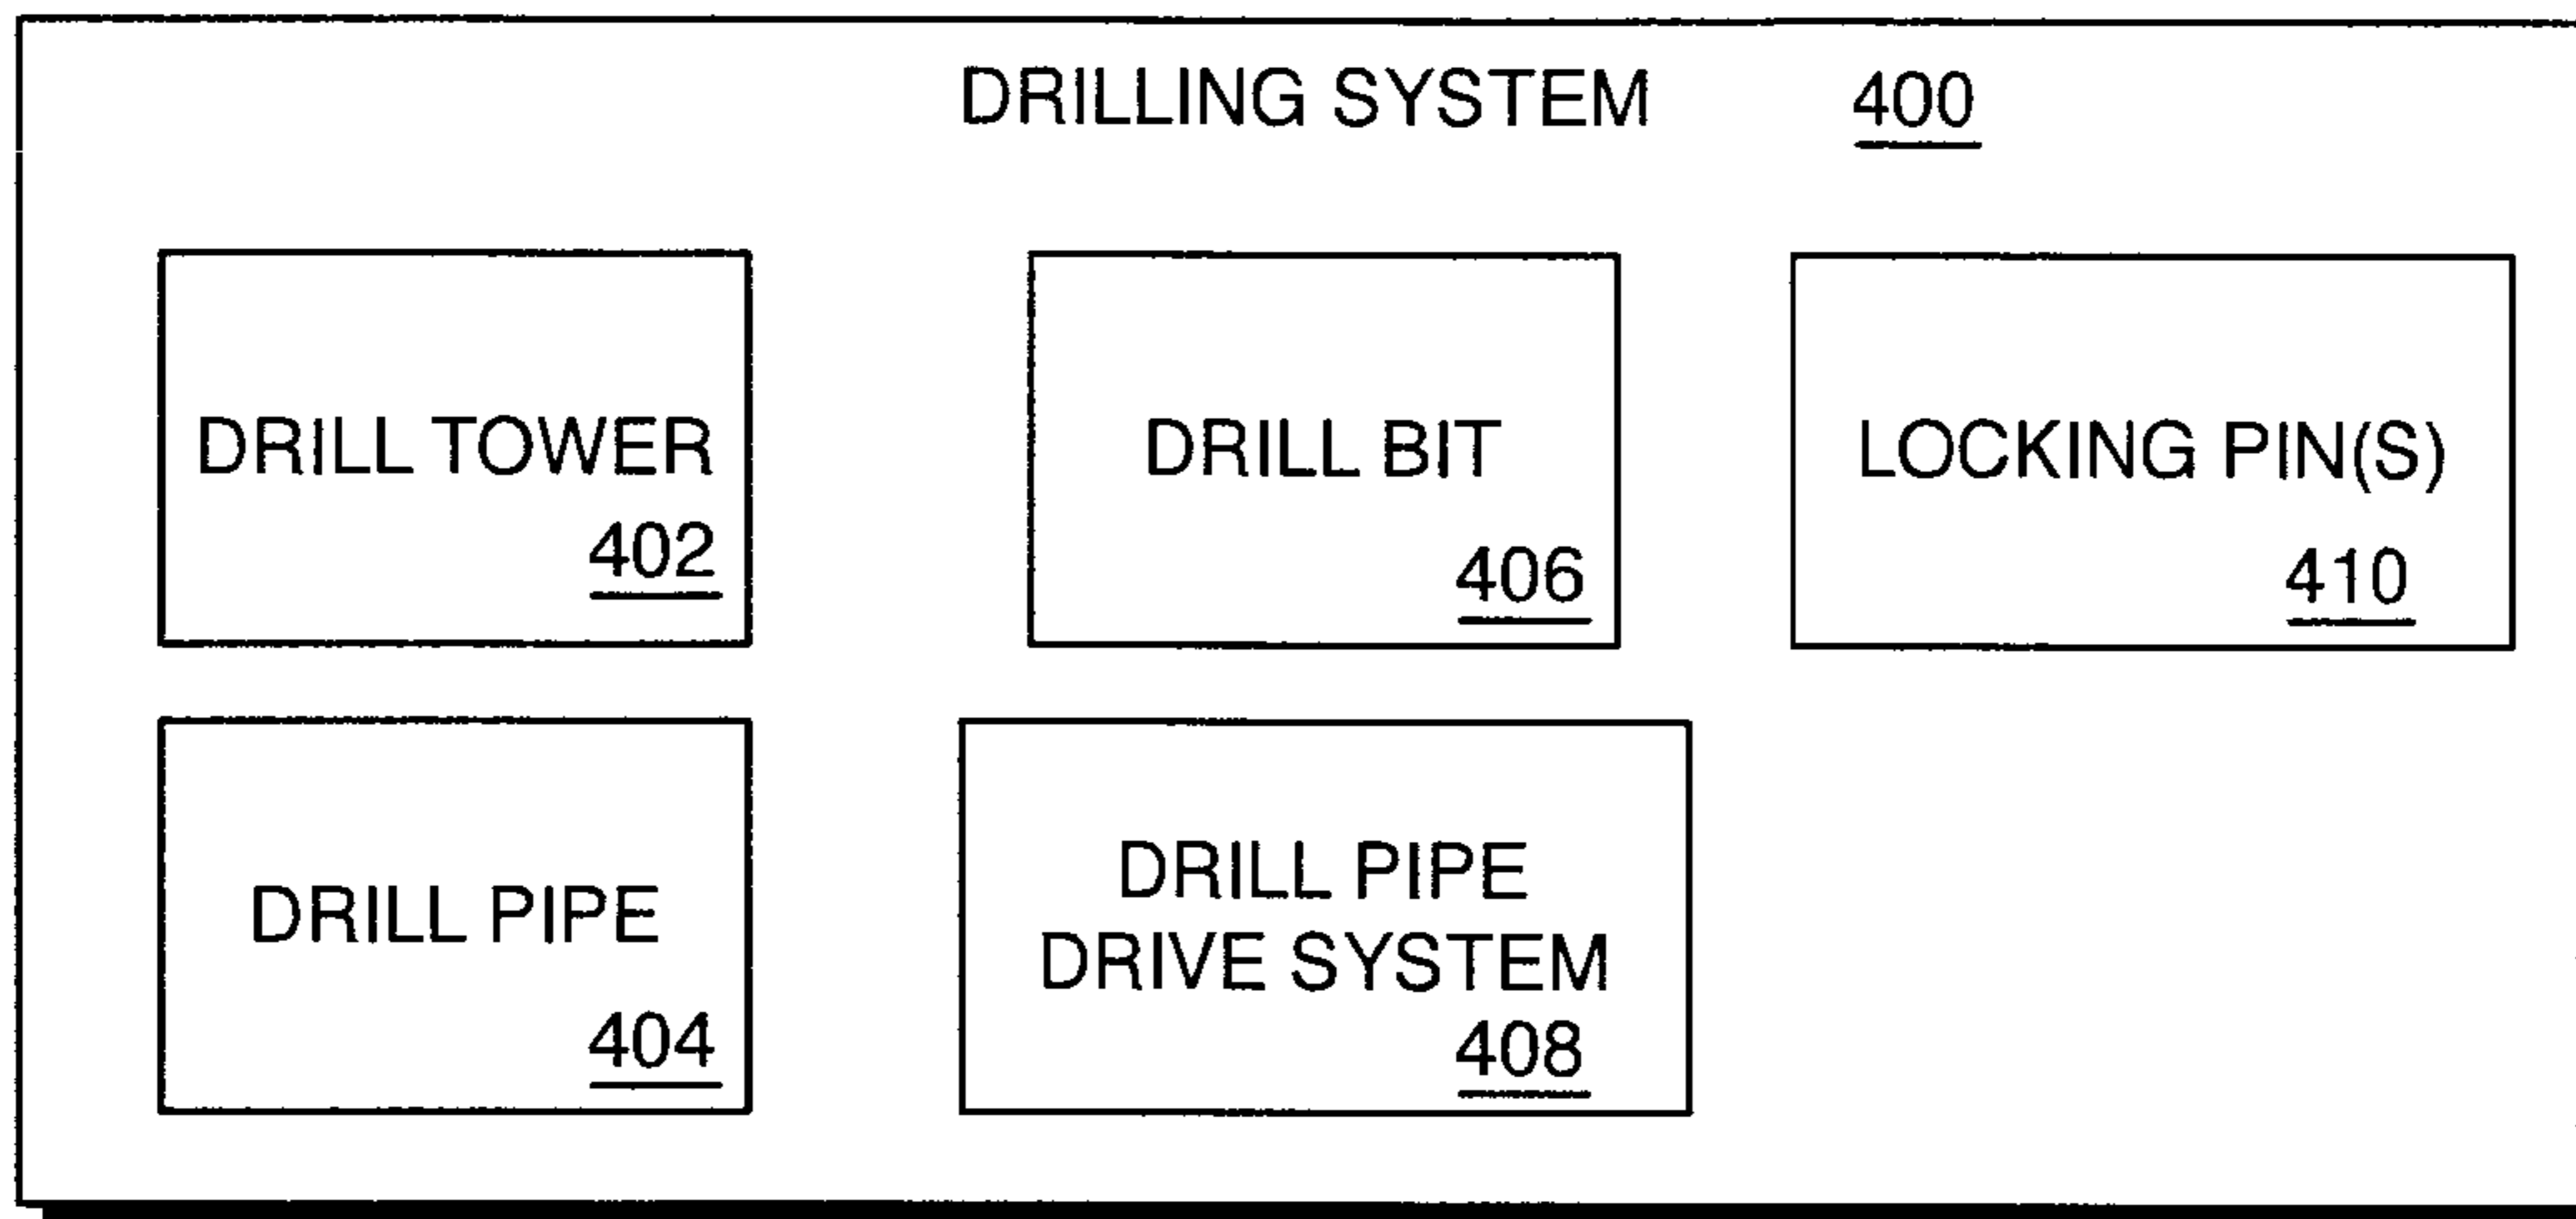 DRILLING SYSTEM 400
DRILL TOWER
402
DRILL BIT
406
LOCKING PIN(S)
410
DRILL PIPE
404
DRILL PIPE
DRIVE SYSTEM
408